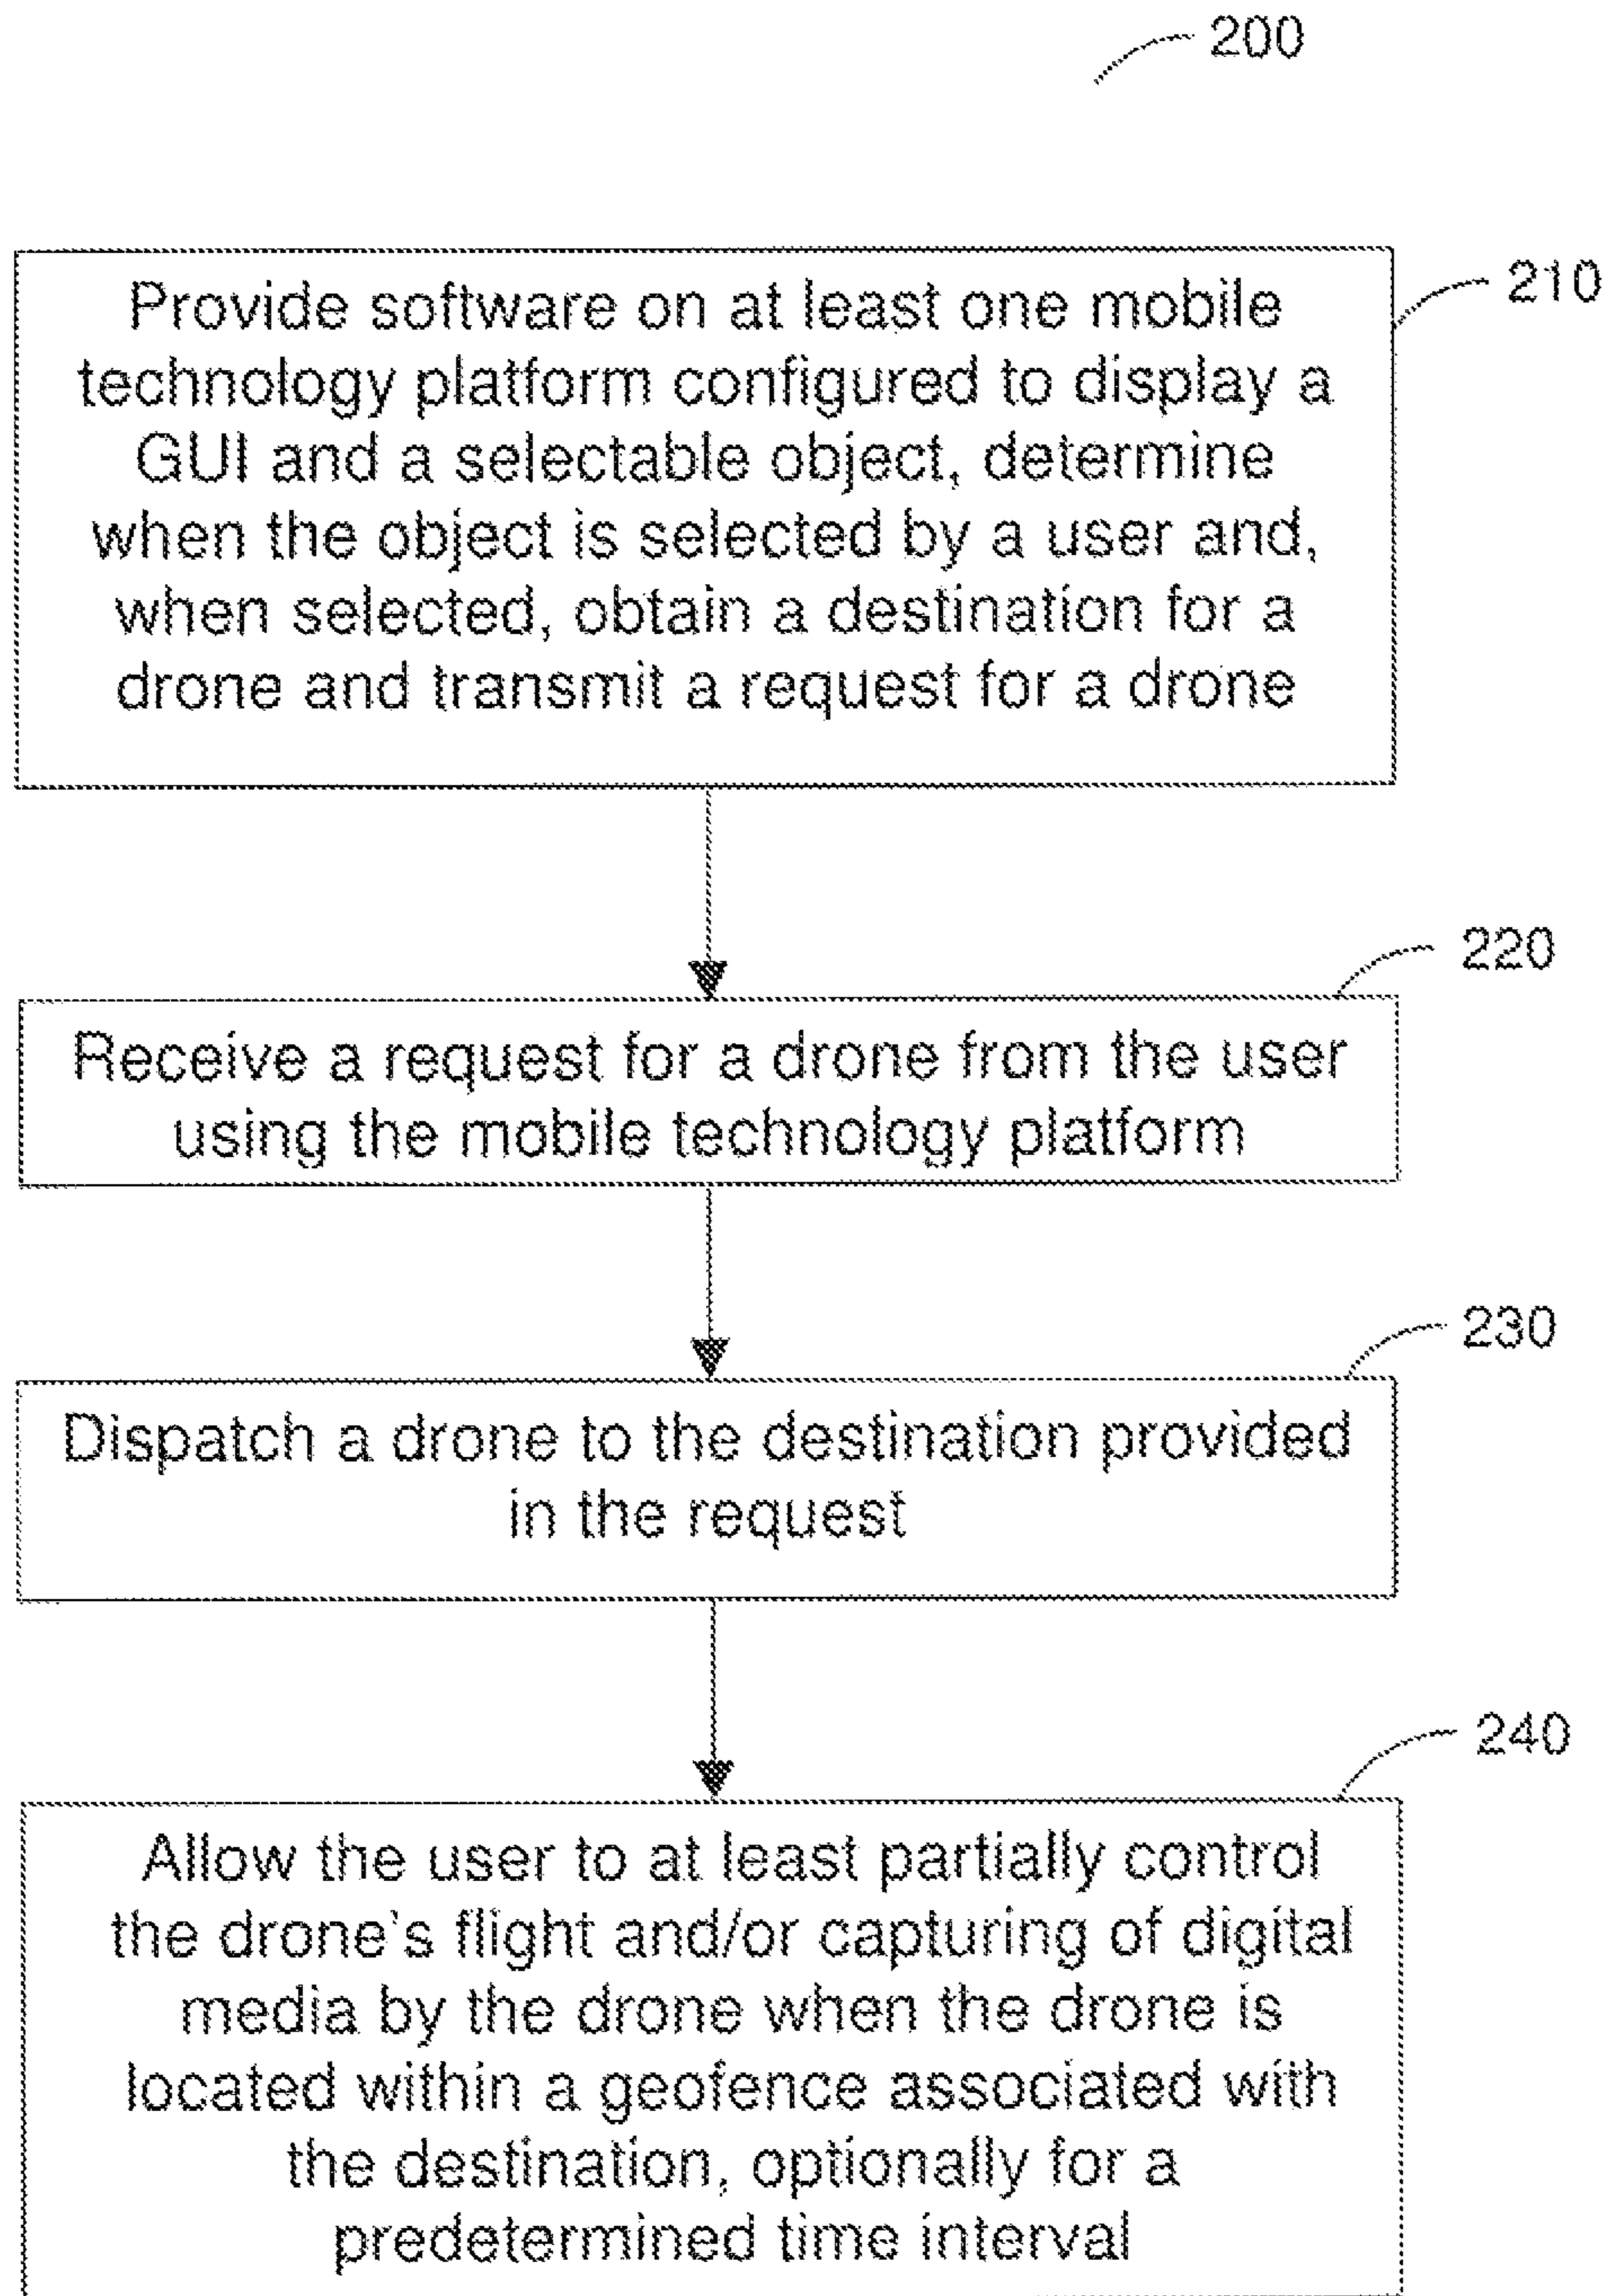 200
Provide software on at least one mobile
technology platform configured to display a
GUI and a selectable object, determine
when the object is selected by a user and,
when selected, obtain a destination for a
drone and transmit a request for a drone
210
Receive a request for a drone from the user
using the mobile technology platform
220
Dispatch a drone to the destination provided
in the request
230
Allow the user to at least partially control
the drone's flight and/or capturing of digital
media by the drone when the drone is
located within a geofence associated with
the destination, optionally for a
predetermined time interval
240